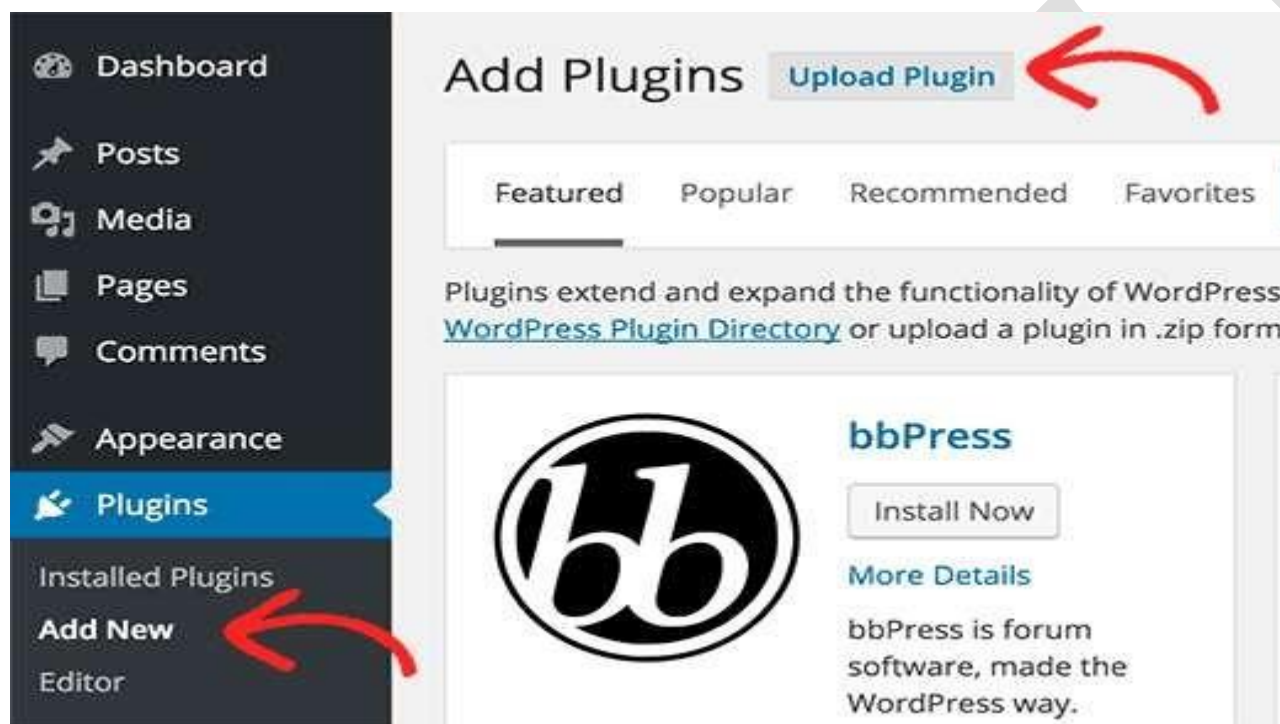 Dashboard
Posts
Media
Pages
Comments
Appearance
Plugins
Installed Plugins
Add New
Editor
Add Plugins Upload Plugin
Featured Popular Recommended Favorites
Plugins extend and expand the functionality of WordPress
WordPress Plugin Directory or upload a plugin in .zip form
bb
bbPress
Install Now
More Details
bbPress is forum
software, made the
WordPress way.